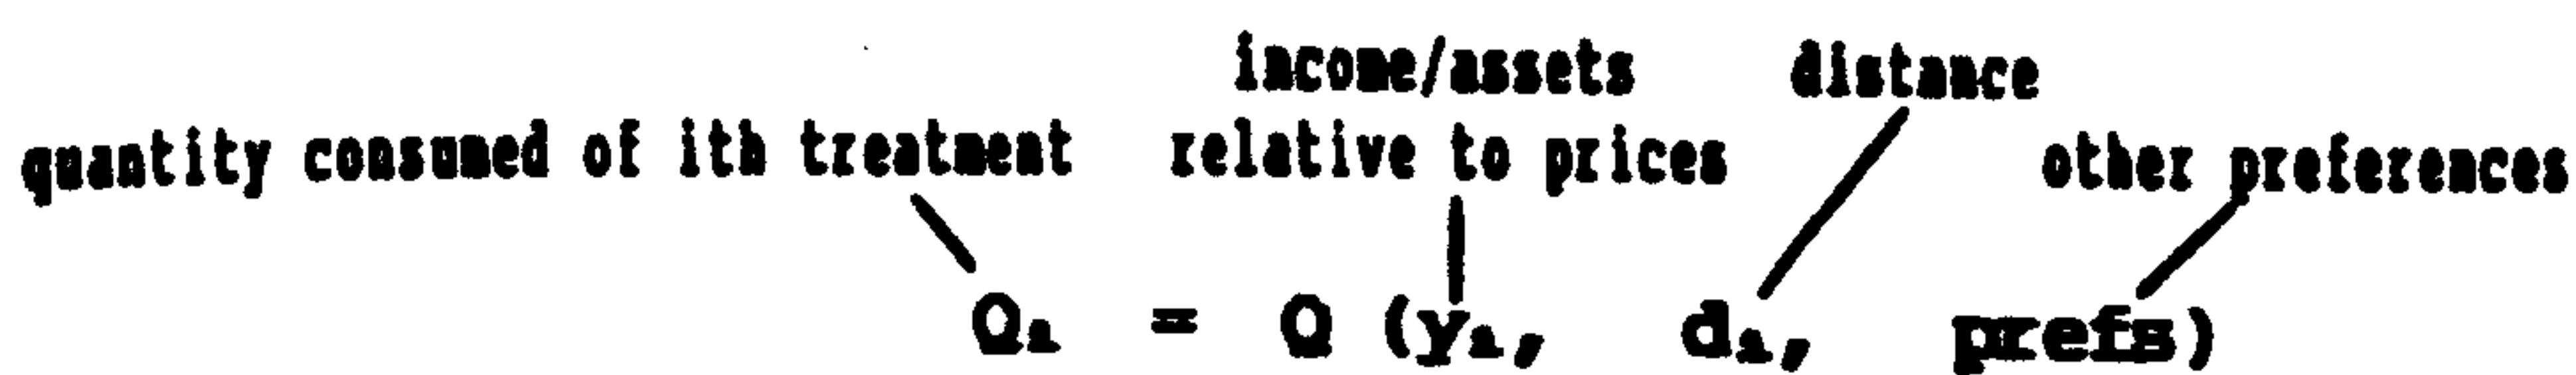 income/assets distance
quantity consumed of ith treatment relative to prices other preferences
Qi = Q (yi, di, prefs)